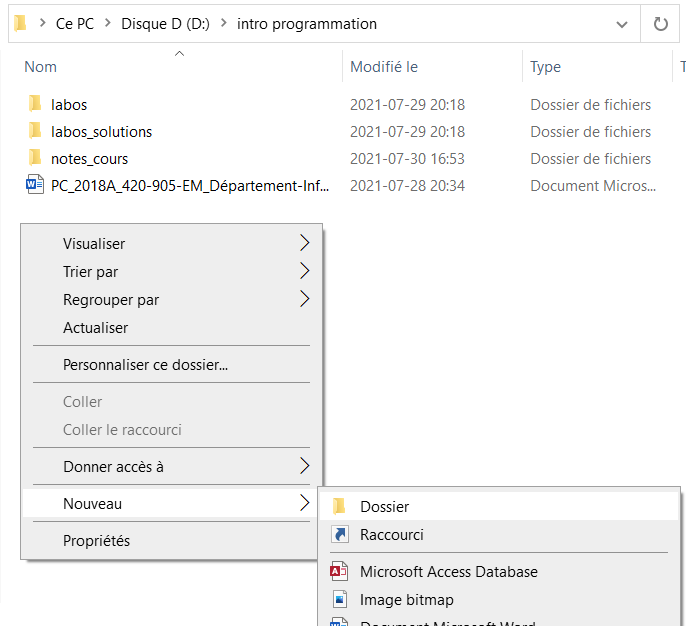 Ce PC > Disque D (D:) > intro programmation
Nom Modifié le Type T
labos 2021-07-29 20:18 Dossier de fichiers
labos_solutions 2021-07-29 20:18 Dossier de fichiers
notes_cours 2021-07-30 16:53 Dossier de fichiers
PC_2018A_420-905-EM_Département-Inf... 2021-07-28 20:34 Document Micros...
Visualiser
Trier par
Regrouper par
Actualiser
Personnaliser ce dossier...
Coller
Coller le raccourci
Donner accès à
Nouveau
Propriétés
Dossier
Raccourci
Microsoft Access Database
Image bitmap
Document Microsoft Word